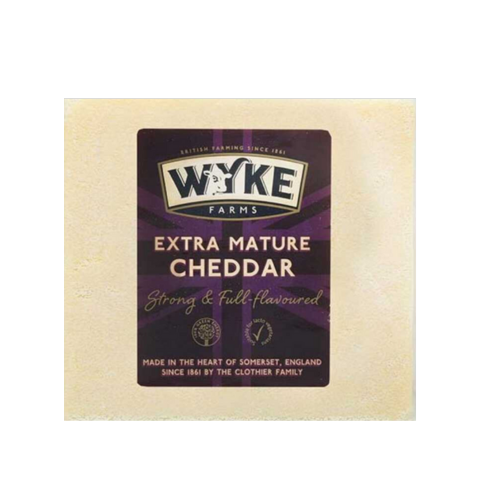 BRITISH FARMING SINCE 1861
WYKE
FARMS
EXTRA MATURE
CHEDDAR
Strong & Full-flavoured
MADE IN THE HEART OF SOMERSET, ENGLAND
SINCE 1861 BY THE CLOTHIER FAMILY